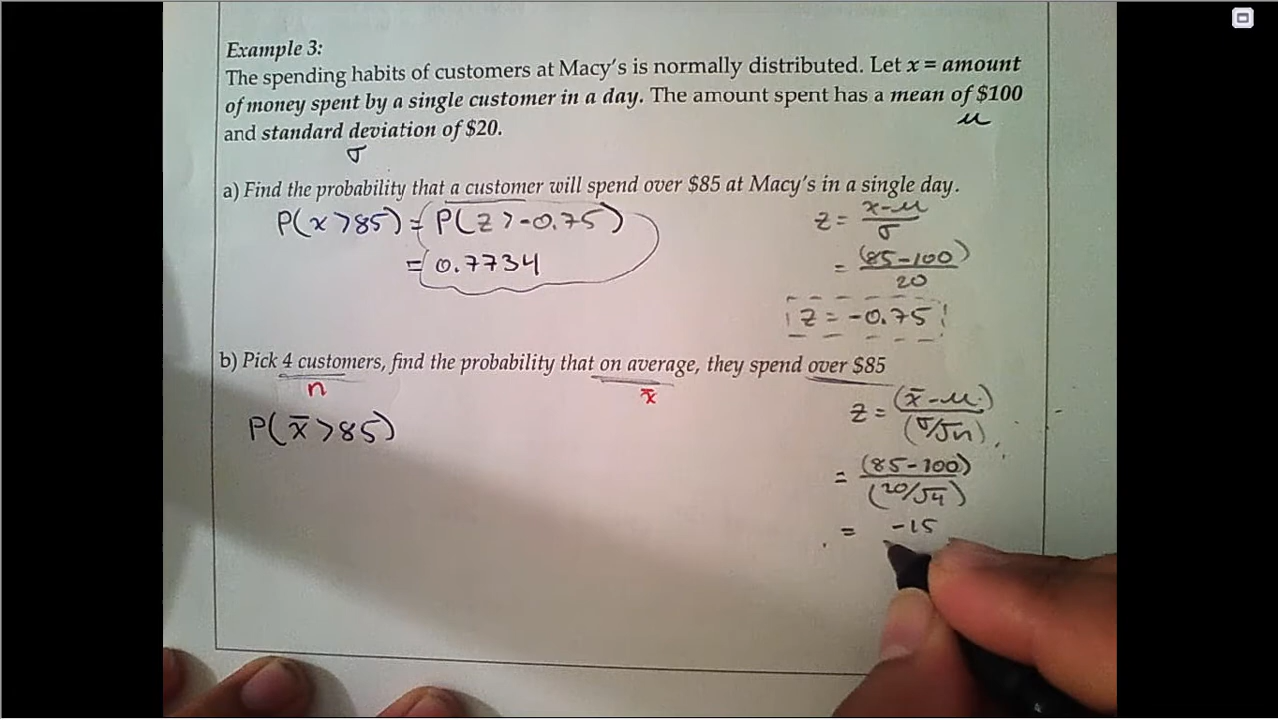 Example 3:
The spending habits of customers at Macy's is normally distributed. Let x = amount
of money spent by a single customer in a day. The amount spent has a mean of $100
μ
and standard deviation of $20.
σ
a) Find the probability that a customer will spend over $85 at Macy's in a single day.
P(x>85) = P(z>-0.75)
= 0.7734
z = x-μ/σ
= (85-100)/20
z = -0.75
b) Pick 4 customers, find the probability that on average, they spend over $85
n x̄
P(x̄>85)
z = (x̄-μ)/(σ/√n)
= (85-100)/(20/√4)
= -15